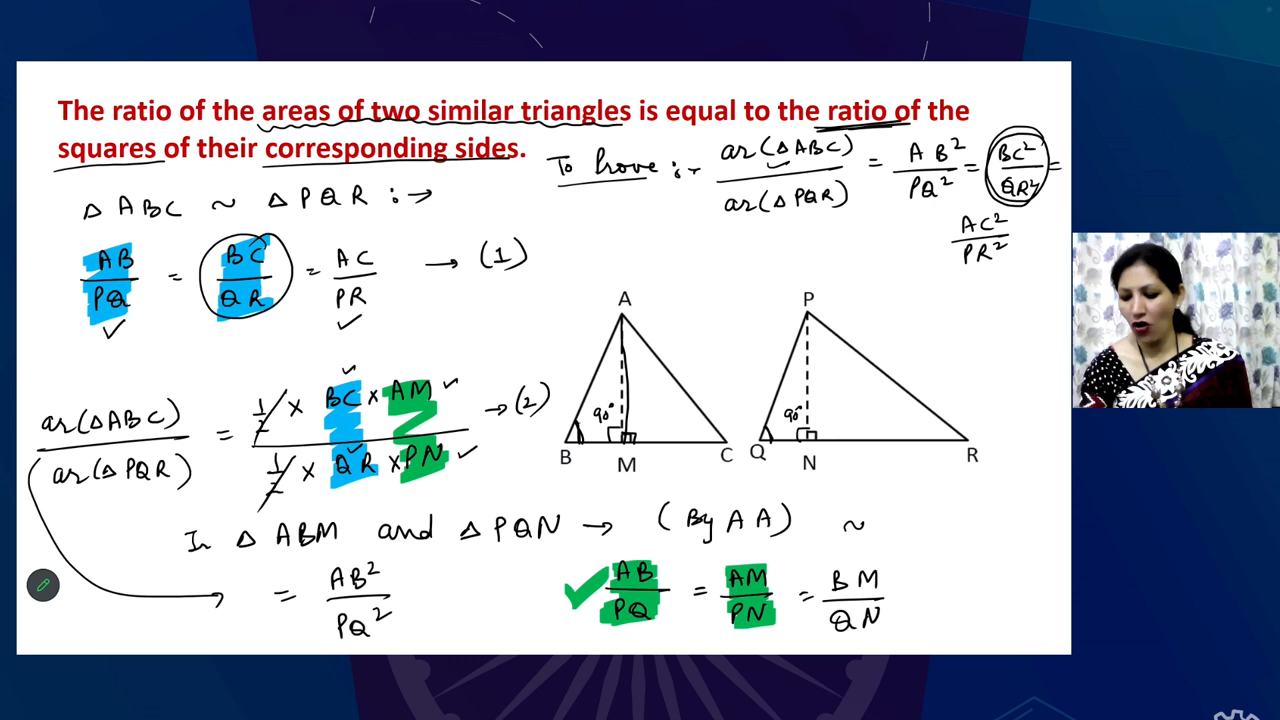 The ratio of the areas of two similar triangles is equal to the ratio of the
squares of their corresponding sides.
To Prove :- ar(△ABC)/ar(△PQR) = AB²/PQ² = BC²/QR² =
AC²/PR²
△ ABC ~ △ PQR :→
AB/PQ = BC/QR = AC/PR → (1)
A
P
90°
90°
B
M
C
Q
N
R
ar(△ABC)/ar(△PQR) = 1/2 × BC × AM / 1/2 × QR × PN → (2)
In △ ABM and △ PQN → (By AA) ~
= AB²/PQ²
AB/PQ = AM/PN = BM/QN